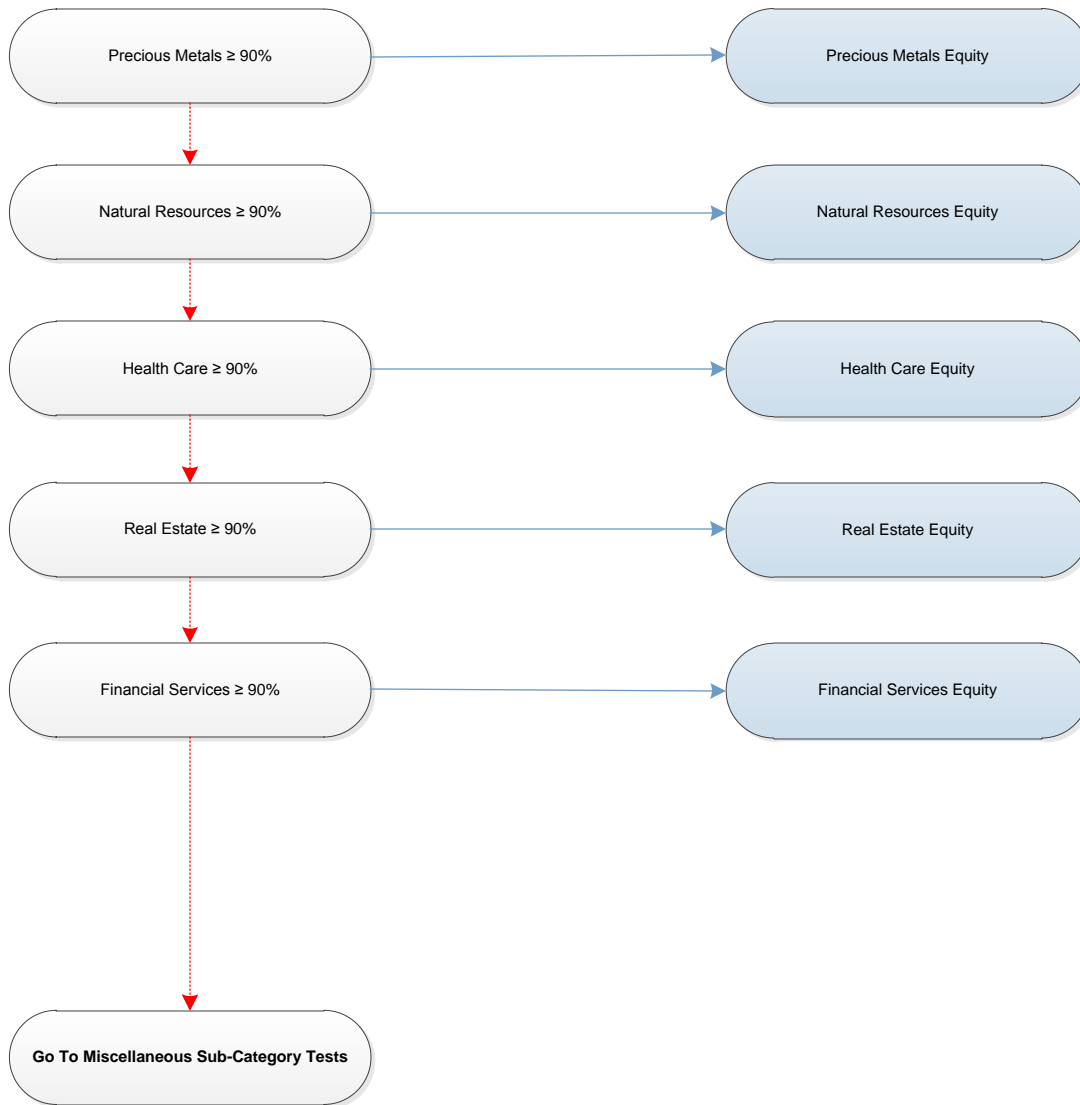 Precious Metals ≥ 90%
Precious Metals Equity
Natural Resources ≥ 90%
Natural Resources Equity
Health Care ≥ 90%
Health Care Equity
Real Estate ≥ 90%
Real Estate Equity
Financial Services ≥ 90%
Financial Services Equity
Go To Miscellaneous Sub-Category Tests